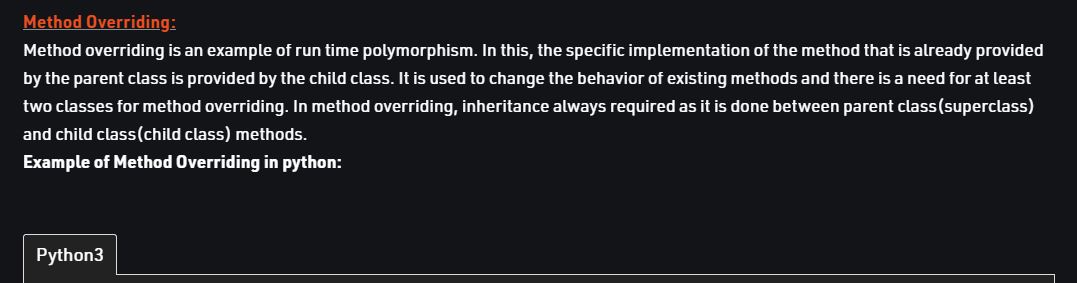 Method Overriding:
Method overriding is an example of run time polymorphism. In this, the specific implementation of the method that is already provided
by the parent class is provided by the child class. It is used to change the behavior of existing methods and there is a need for at least
two classes for method overriding. In method overriding, inheritance always required as it is done between parent class(superclass)
and child class(child class) methods.
Example of Method Overriding in python:
Python3